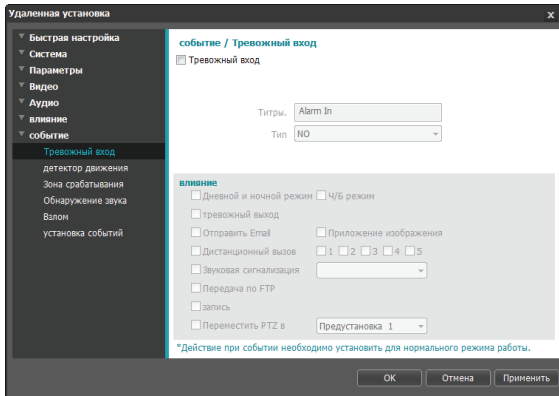 Удаленная установка x
Быстрая настройка
Система
Параметры
Видео
Аудио
влияние
событие
Тревожный вход
детектор движения
Зона срабатывания
Обнаружение звука
Взлом
установка событий
событие / Тревожный вход
Тревожный вход
Титры. Alarm In
Тип NO
влияние
Дневной и ночной режим Ч/Б режим
тревожный выход
Отправить Email Приложение изображения
Дистанционный вызов 1 2 3 4 5
Звуковая сигнализация
Передача по FTP
запись
Переместить PTZ в Предустановка 1
*Действие при событии необходимо установить для нормального режима работы.
OK Отмена Применить